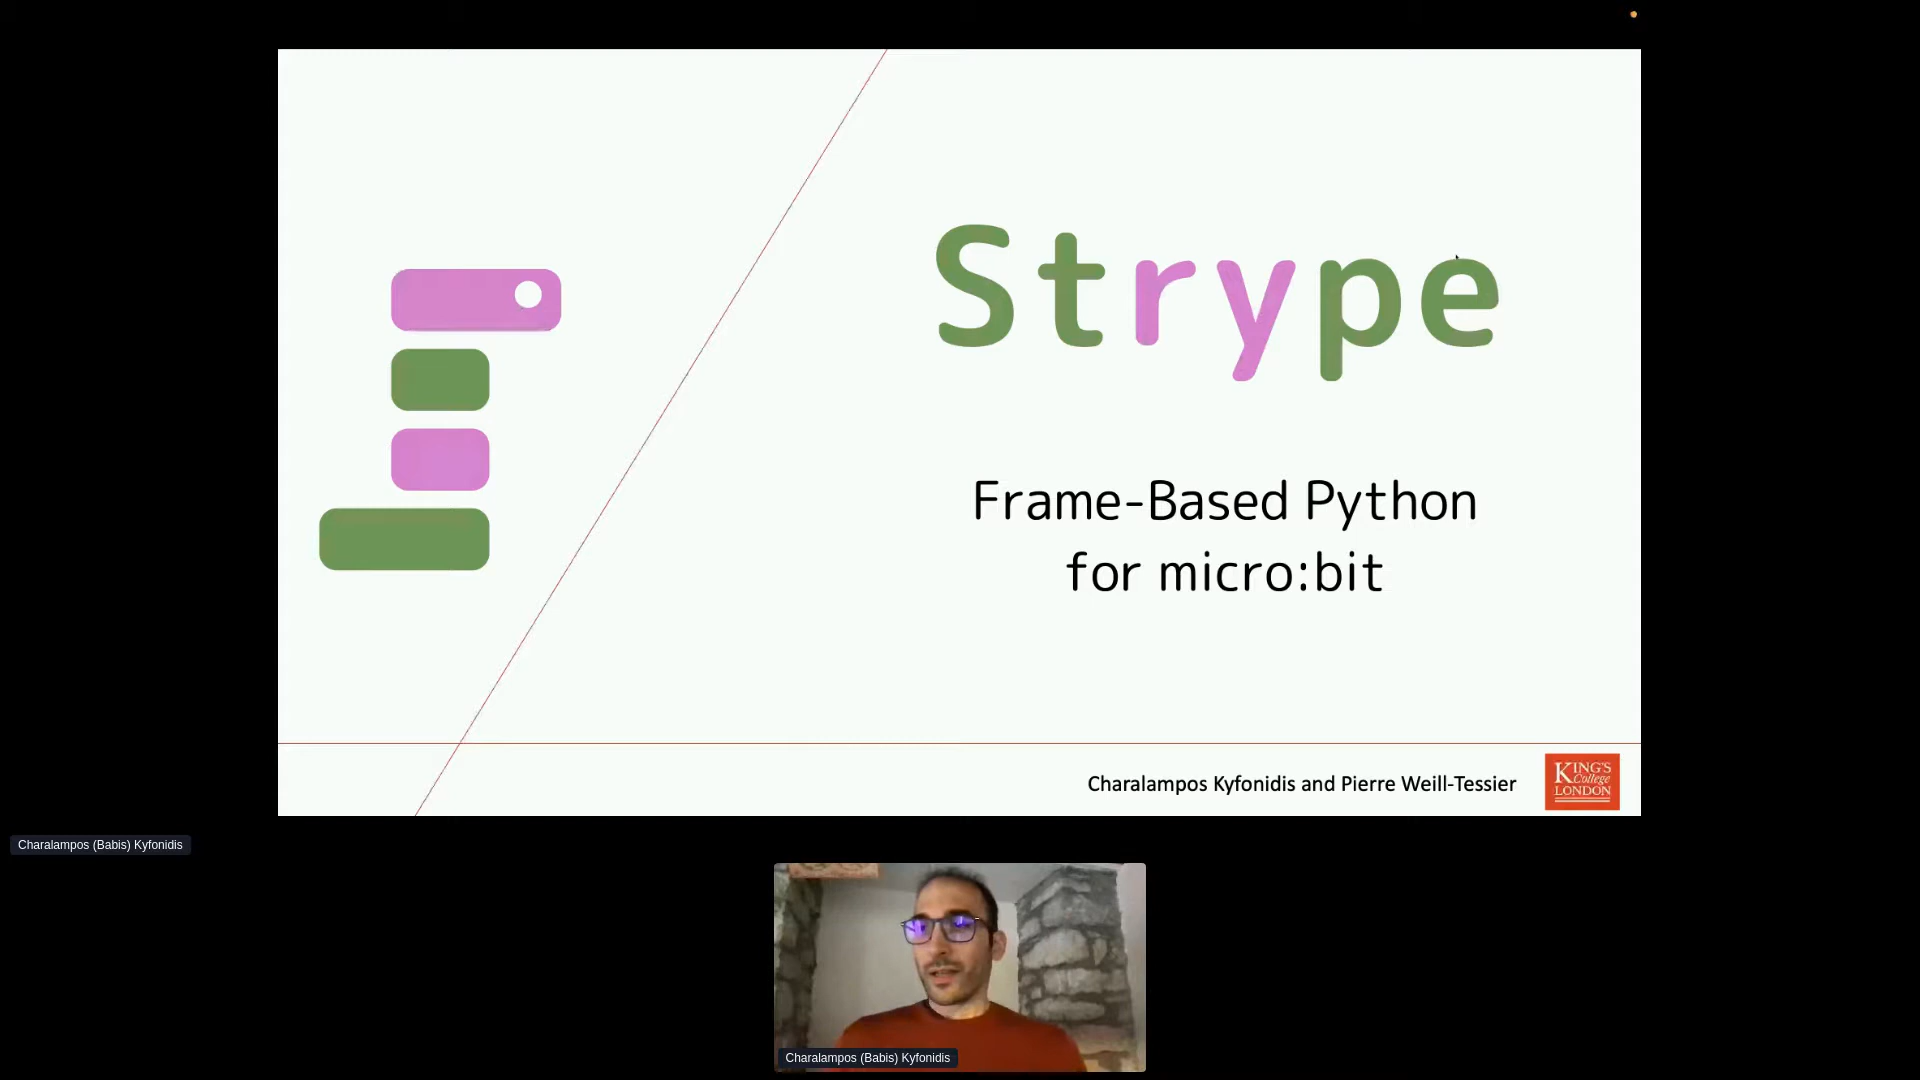 Strype
Frame-Based Python
for micro:bit
Charalampos Kyfonidis and Pierre Weill-Tessier
KING'S
College
LONDON
Charalampos (Babis) Kyfonidis
Charalampos (Babis) Kyfonidis